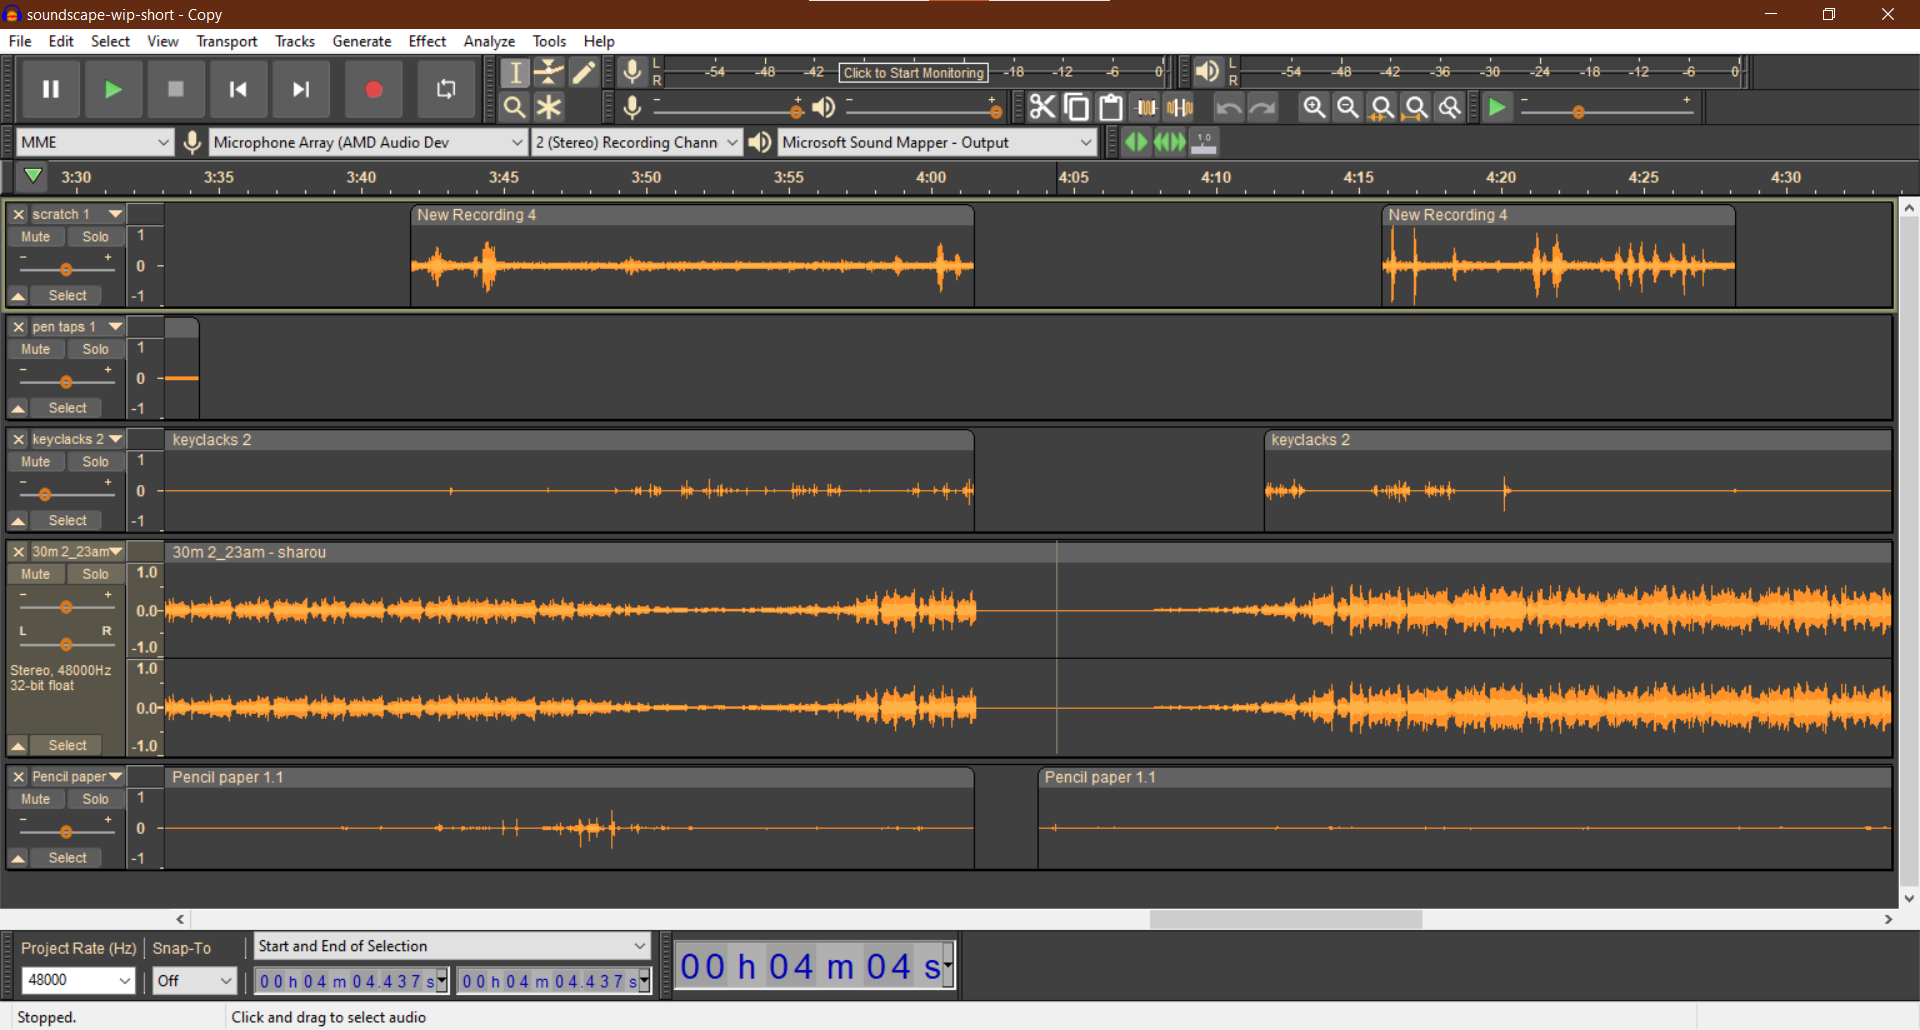 soundscape-wip-short - Copy
File Edit Select View Transport Tracks Generate Effect Analyze Tools Help
L R -54 -48 -42 Click to Start Monitoring -18 -12 -6 0 L R -54 -48 -42 -36 -30 -24 -18 -12 -6 0
- + - + - +
MME Microphone Array (AMD Audio Dev 2 (Stereo) Recording Chann Microsoft Sound Mapper - Output
3:30 3:35 3:40 3:45 3:50 3:55 4:00 4:05 4:10 4:15 4:20 4:25 4:30
scratch 1 New Recording 4 New Recording 4
Mute Solo 1
- + 0
Select -1
pen taps 1
Mute Solo 1
- + 0
Select -1
keyclacks 2 keyclacks 2 keyclacks 2
Mute Solo 1
- + 0
Select -1
30m 2_23am 30m 2_23am - sharou
Mute Solo 1.0
- + 0.0
L R -1.0
Stereo, 48000Hz 1.0
32-bit float
0.0
Select -1.0
Pencil paper Pencil paper 1.1 Pencil paper 1.1
Mute Solo 1
- + 0
Select -1
Project Rate (Hz) Snap-To Start and End of Selection
48000 Off 00 h 04 m 04.437 s 00 h 04 m 04.437 s 00 h 04 m 04 s
Stopped. Click and drag to select audio